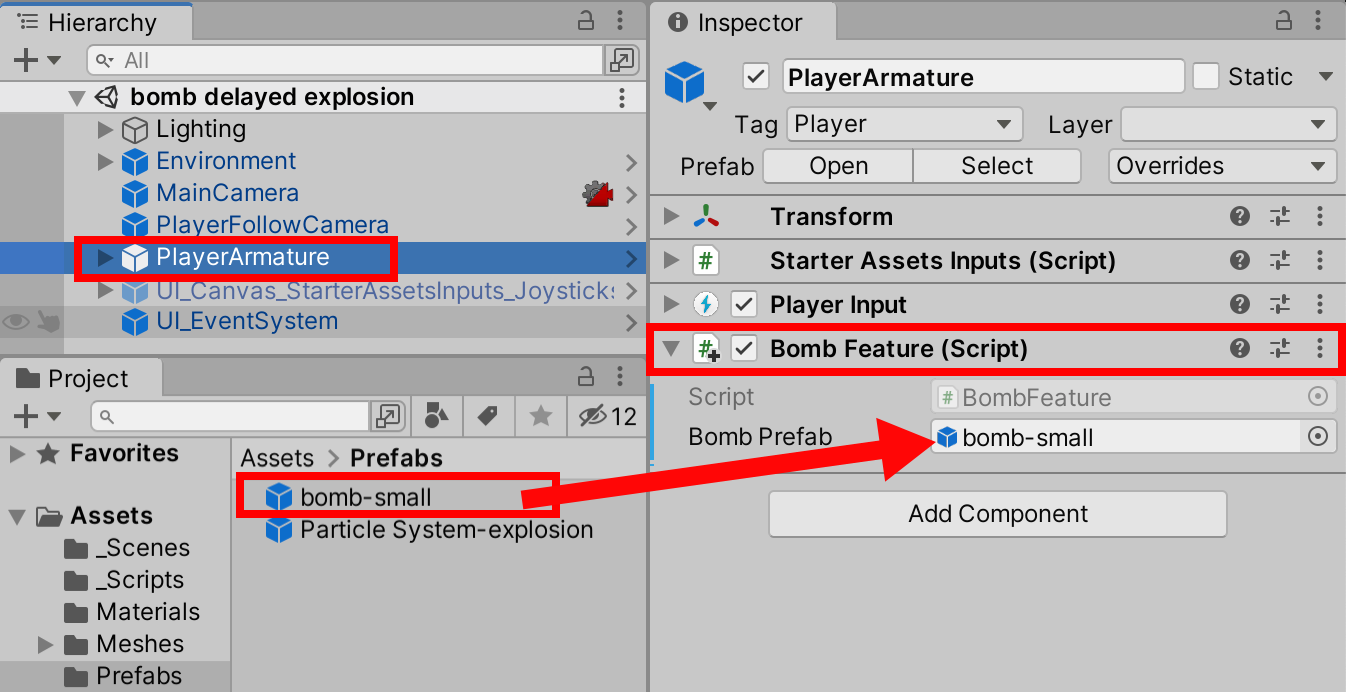 Hierarchy
All
bomb delayed explosion
Lighting
Environment
MainCamera
PlayerFollowCamera
PlayerArmature
UI_Canvas_StarterAssetsInputs_Joysticks
UI_EventSystem
Project
12
Favorites
Assets
_Scenes
_Scripts
Materials
Meshes
Prefabs
Assets > Prefabs
bomb-small
Particle System-explosion
Inspector
PlayerArmature Static
Tag Player Layer
Prefab Open Select Overrides
Transform
# Starter Assets Inputs (Script)
Player Input
# Bomb Feature (Script)
Script # BombFeature
Bomb Prefab bomb-small
Add Component